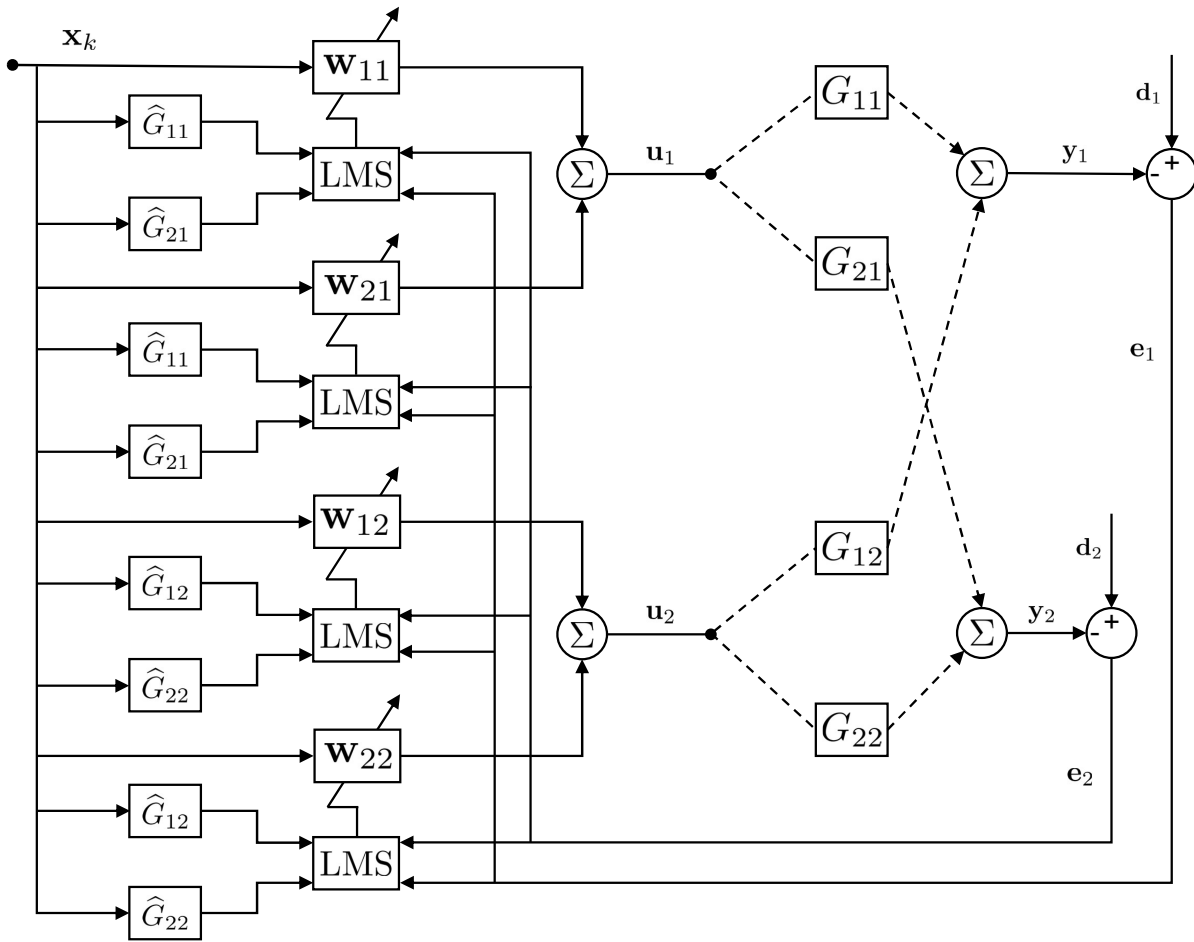 𝐱ₖ
𝐰₁₁
Ĝ₁₁
LMS
Ĝ₂₁
𝐰₂₁
Ĝ₁₁
LMS
Ĝ₂₁
𝐰₁₂
Ĝ₁₂
LMS
Ĝ₂₂
𝐰₂₂
Ĝ₁₂
LMS
Ĝ₂₂
Σ
𝐮₁
Σ
𝐮₂
G₁₁
G₂₁
G₁₂
G₂₂
Σ
𝐲₁
𝐝₁
- +
𝐞₁
Σ
𝐲₂
𝐝₂
- +
𝐞₂